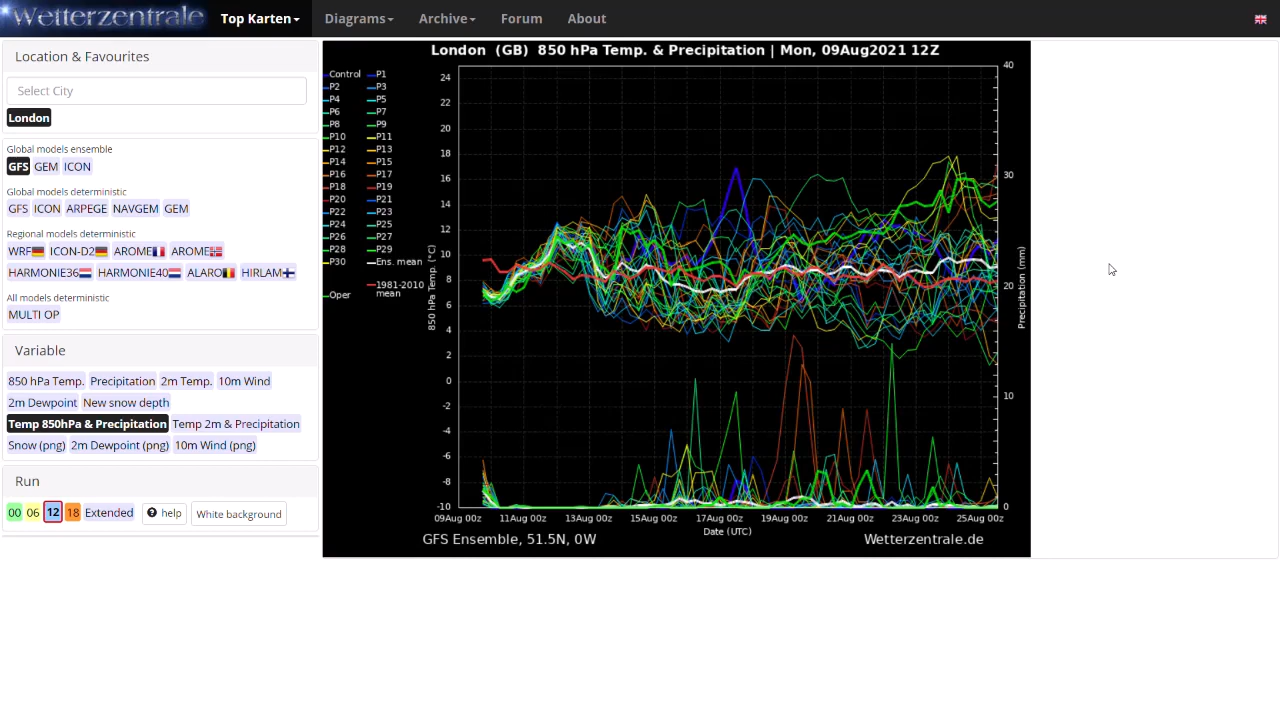 Wetterzentrale Top Karten Diagrams Archive Forum About
Location & Favourites
Select City
London
Global models ensemble
GFS GEM ICON
Global models deterministic
GFS ICON ARPEGE NAVGEM GEM
Regional models deterministic
WRF ICON-D2 AROME AROME
HARMONIE36 HARMONIE40 ALARO HIRLAM
All models deterministic
MULTI OP
Variable
850 hPa Temp. Precipitation 2m Temp. 10m Wind
2m Dewpoint New snow depth
Temp 850hPa & Precipitation Temp 2m & Precipitation
Snow (png) 2m Dewpoint (png) 10m Wind (png)
Run
00 06 12 18 Extended help White background
London (GB) 850 hPa Temp. & Precipitation | Mon, 09Aug2021 12Z
Control P1
P2 P3
P4 P5
P6 P7
P8 P9
P10 P11
P12 P13
P14 P15
P16 P17
P18 P19
P20 P21
P22 P23
P24 P25
P26 P27
P28 P29
P30 Ens. mean
Oper 1981-2010
mean
850 hPa Temp. (°C)
24
22
20
18
16
14
12
10
8
6
4
2
0
-2
-4
-6
-8
-10
40
30
20
10
0
Precipitation (mm)
09Aug 00z 11Aug 00z 13Aug 00z 15Aug 00z 17Aug 00z 19Aug 00z 21Aug 00z 23Aug 00z 25Aug 00z
Date (UTC)
GFS Ensemble, 51.5N, 0W Wetterzentrale.de